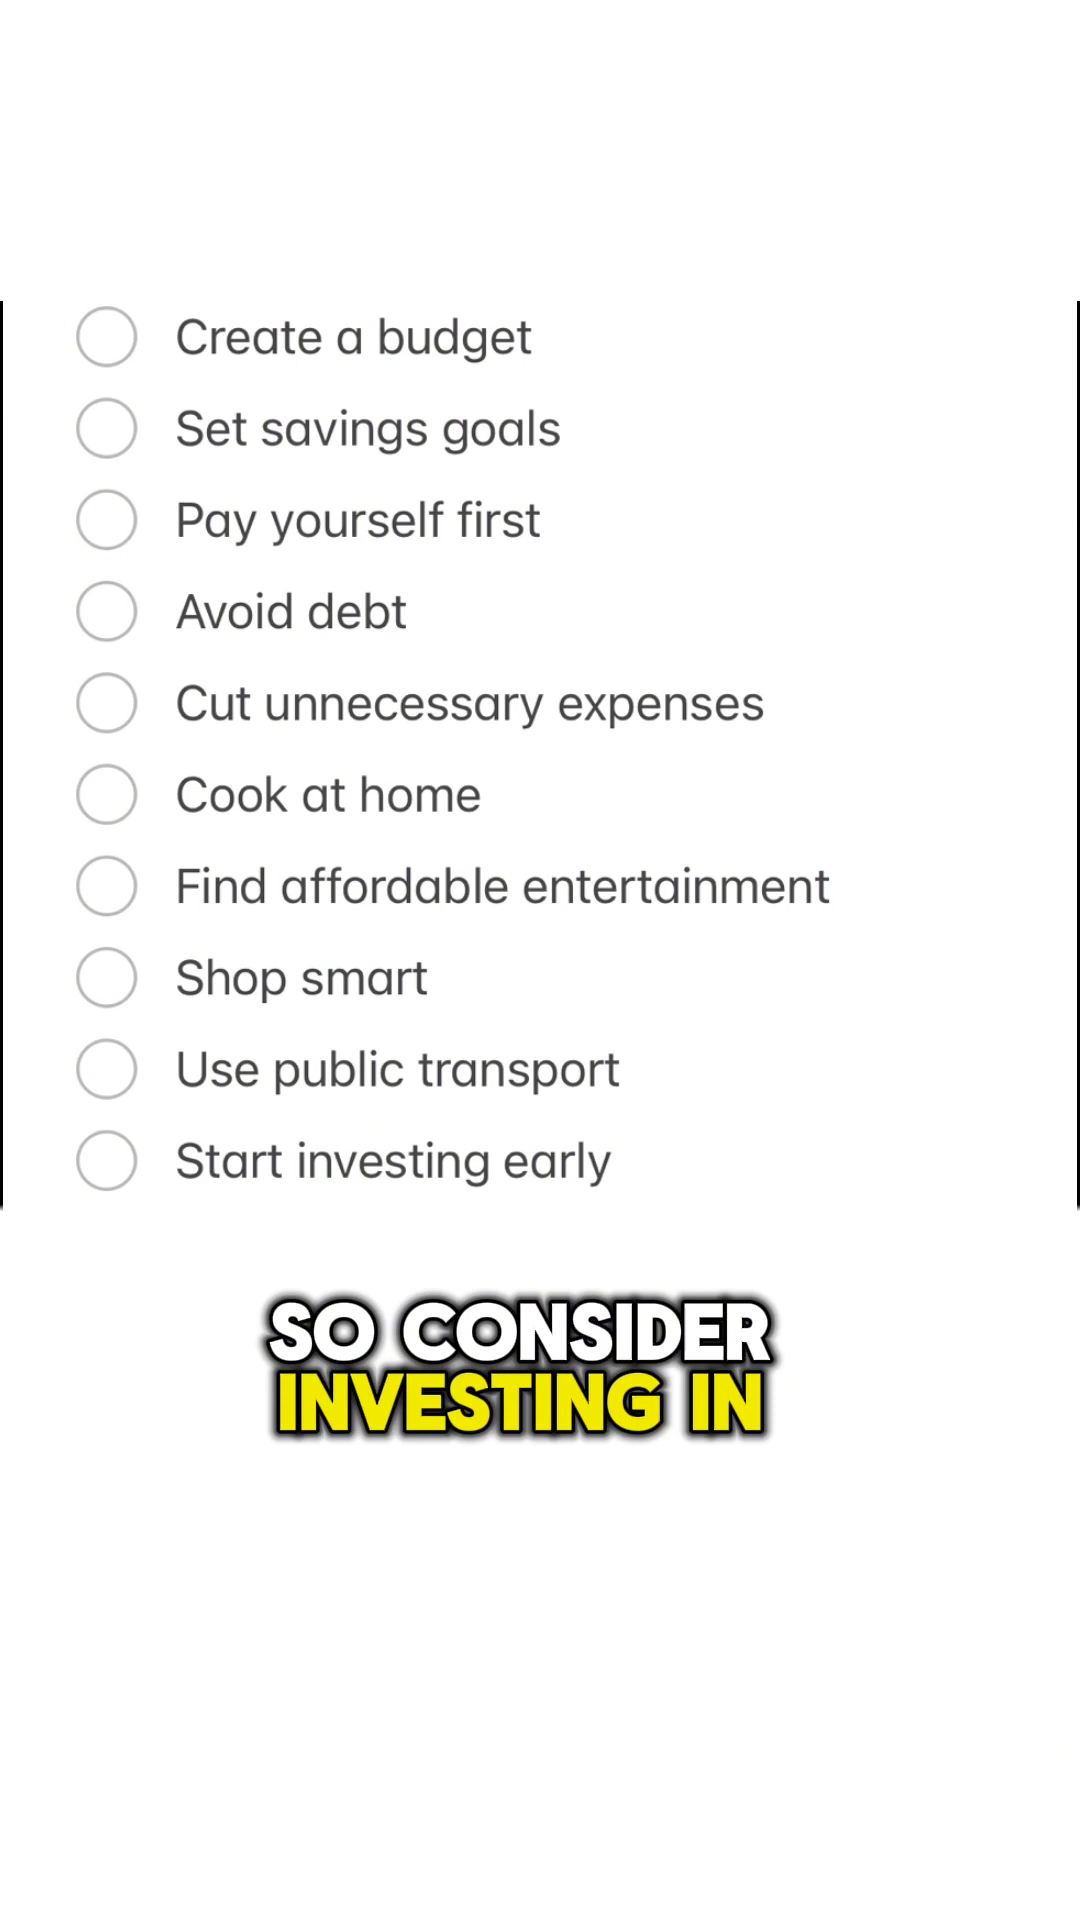 Create a budget
Set savings goals
Pay yourself first
Avoid debt
Cut unnecessary expenses
Cook at home
Find affordable entertainment
Shop smart
Use public transport
Start investing early
SO CONSIDER
INVESTING IN